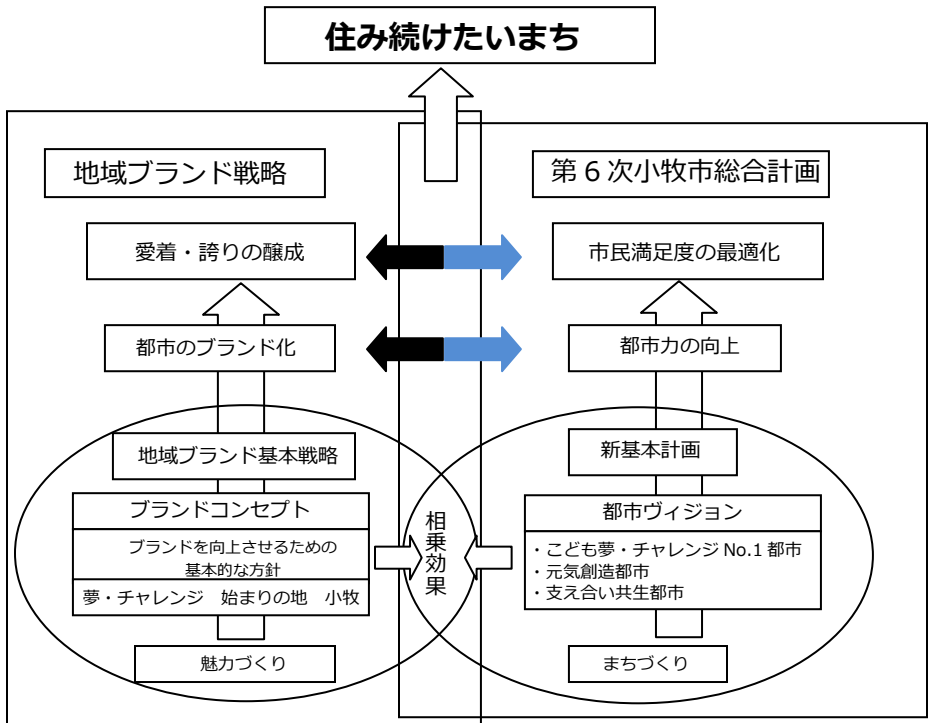 住み続けたいまち
地域ブランド戦略
第6次小牧市総合計画
愛着・誇りの醸成
市民満足度の最適化
都市のブランド化
都市力の向上
地域ブランド基本戦略
新基本計画
ブランドコンセプト
ブランドを向上させるための
基本的な方針
夢・チャレンジ 始まりの地 小牧
相乗効果
都市ヴィジョン
・こども夢・チャレンジ No.1 都市
・元気創造都市
・支え合い共生都市
魅力づくり
まちづくり